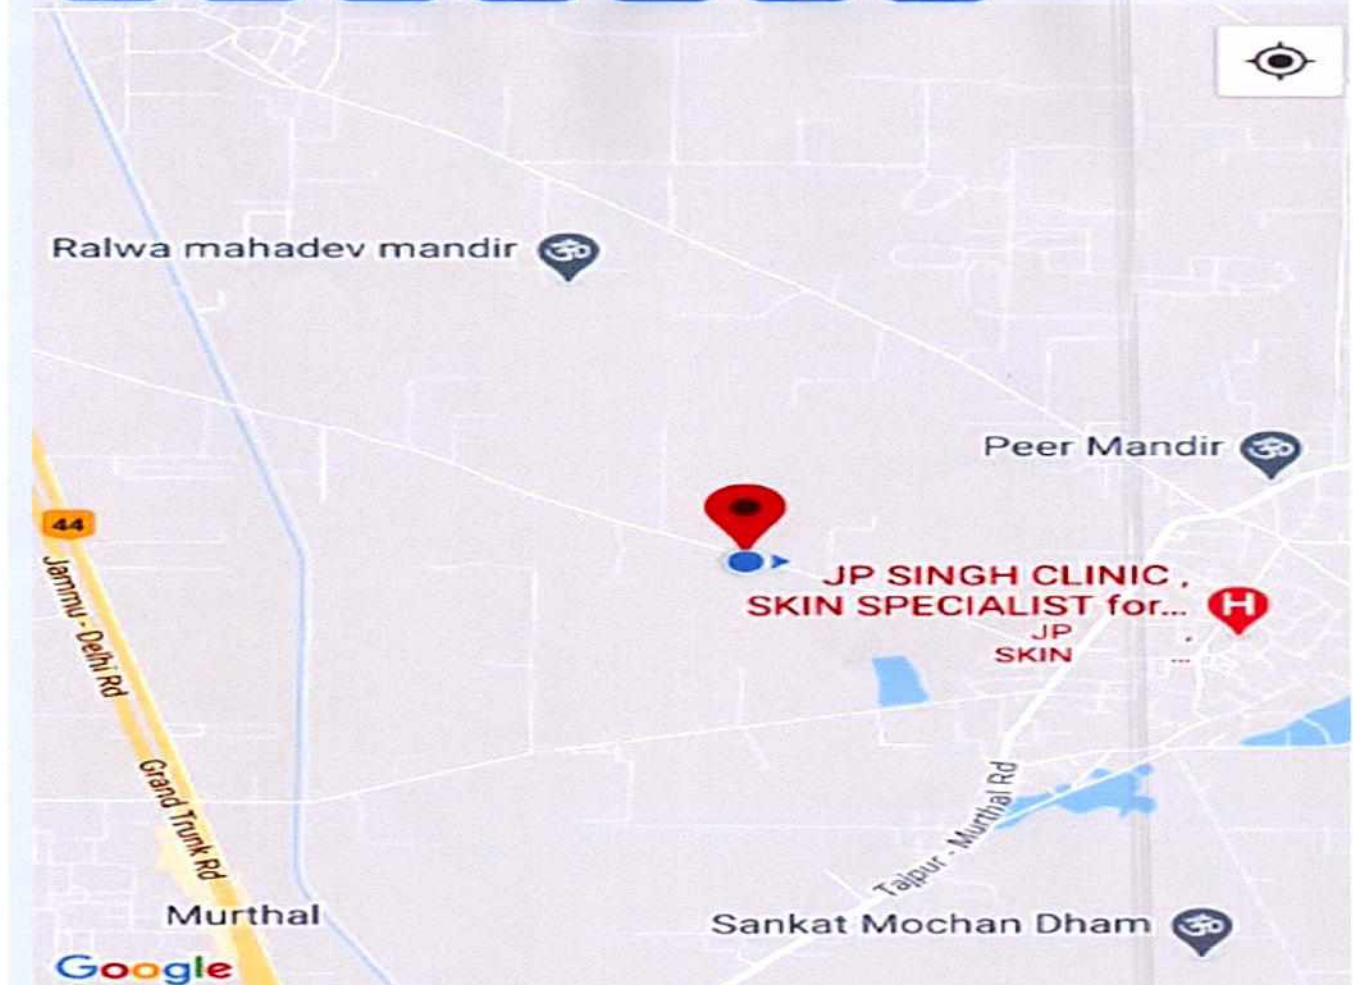 Ralwa mahadev mandir
Peer Mandir
44
JP SINGH CLINIC ,
SKIN SPECIALIST for...
JP ,
SKIN ...
Jammu - Delhi Rd
Grand Trunk Rd
Tajpur - Murthal Rd
Murthal
Sankat Mochan Dham
Google